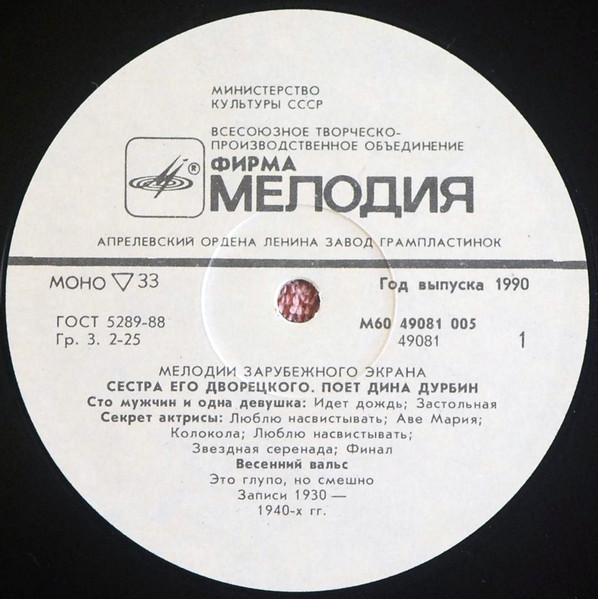 МИНИСТЕРСТВО
КУЛЬТУРЫ СССР
ВСЕСОЮЗНОЕ ТВОРЧЕСКО-
ПРОИЗВОДСТВЕННОЕ ОБЪЕДИНЕНИЕ
ФИРМА
®
МЕЛОДИЯ
АПРЕЛЕВСКИЙ ОРДЕНА ЛЕНИНА ЗАВОД ГРАМПЛАСТИНОК
МОНО ▽ 33 Год выпуска 1990
ГОСТ 5289-88 М60 49081 005
Гр. 3. 2-25 49081 1
МЕЛОДИИ ЗАРУБЕЖНОГО ЭКРАНА
СЕСТРА ЕГО ДВОРЕЦКОГО. ПОЕТ ДИНА ДУРБИН
Сто мужчин и одна девушка: Идет дождь; Застольная
Секрет актрисы: Люблю насвистывать; Аве Мария;
Колокола; Люблю насвистывать;
Звездная серенада; Финал
Весенний вальс
Это глупо, но смешно
Записи 1930 —
1940-х гг.